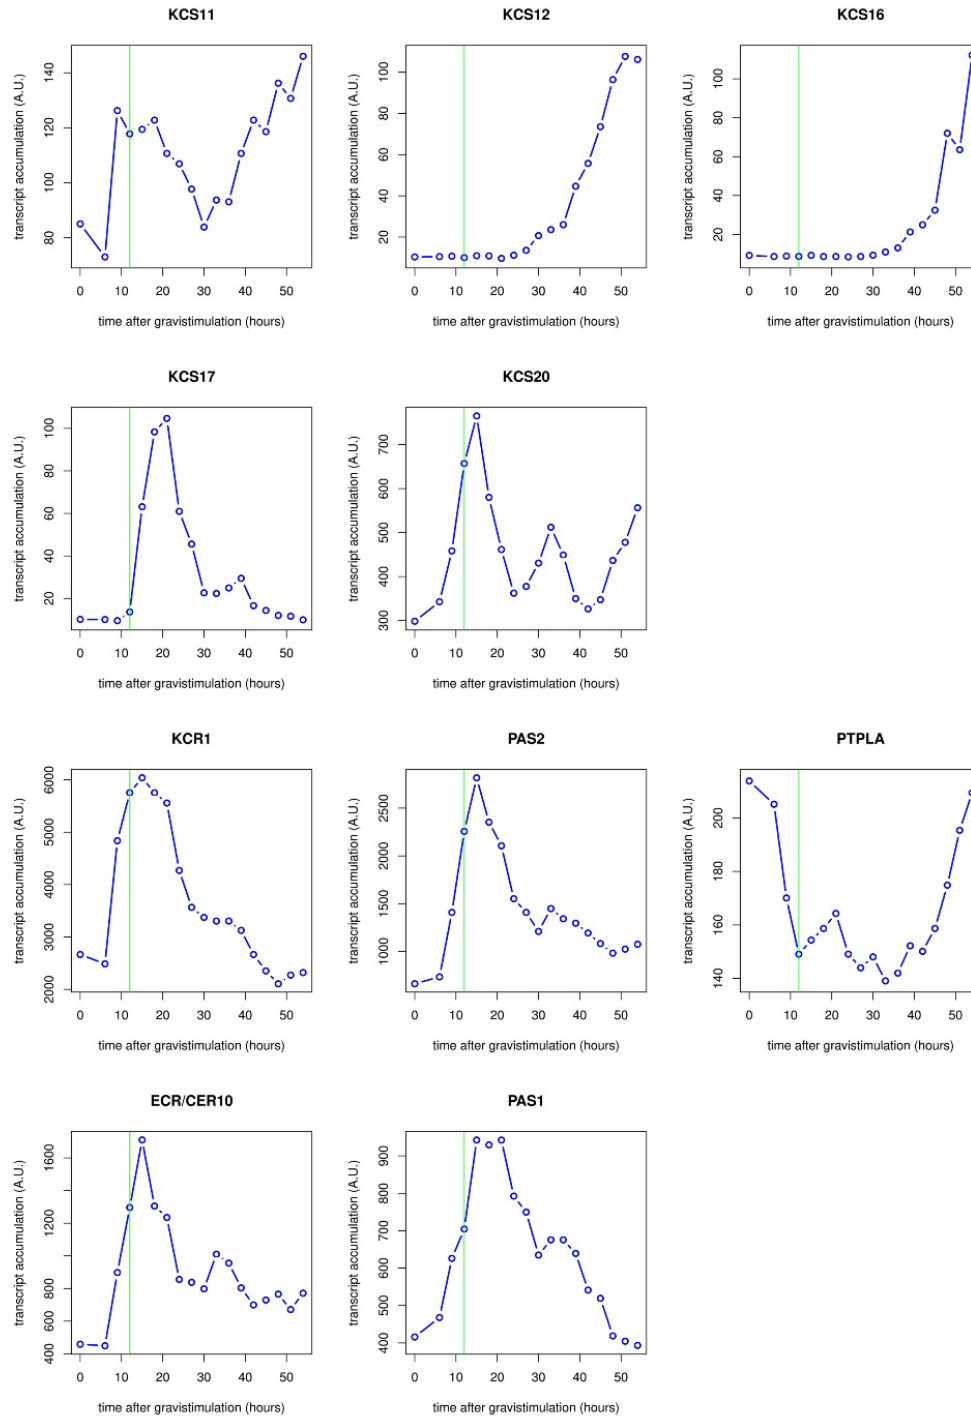 KCS11 KCS12 KCS16
transcript accumulation (A.U.) transcript accumulation (A.U.) transcript accumulation (A.U.)
80 100 120 140
20 40 60 80 100
20 40 60 80 100
0 10 20 30 40 50 0 10 20 30 40 50 0 10 20 30 40 50
time after gravistimulation (hours) time after gravistimulation (hours) time after gravistimulation (hours)
KCS17 KCS20
transcript accumulation (A.U.) transcript accumulation (A.U.)
20 40 60 80 100
300 400 500 600 700
0 10 20 30 40 50 0 10 20 30 40 50
time after gravistimulation (hours) time after gravistimulation (hours)
KCR1 PAS2 PTPLA
transcript accumulation (A.U.) transcript accumulation (A.U.) transcript accumulation (A.U.)
2000 3000 4000 5000 6000
1000 1500 2000 2500
140 160 180 200
0 10 20 30 40 50 0 10 20 30 40 50 0 10 20 30 40 50
time after gravistimulation (hours) time after gravistimulation (hours) time after gravistimulation (hours)
ECR/CER10 PAS1
transcript accumulation (A.U.) transcript accumulation (A.U.)
400 600 800 1200 1600
400 500 600 700 800 900
0 10 20 30 40 50 0 10 20 30 40 50
time after gravistimulation (hours) time after gravistimulation (hours)